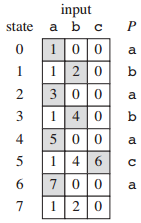 input
state a b c P
0 1 0 0 a
1 1 2 0 b
2 3 0 0 a
3 1 4 0 b
4 5 0 0 a
5 1 4 6 c
6 7 0 0 a
7 1 2 0